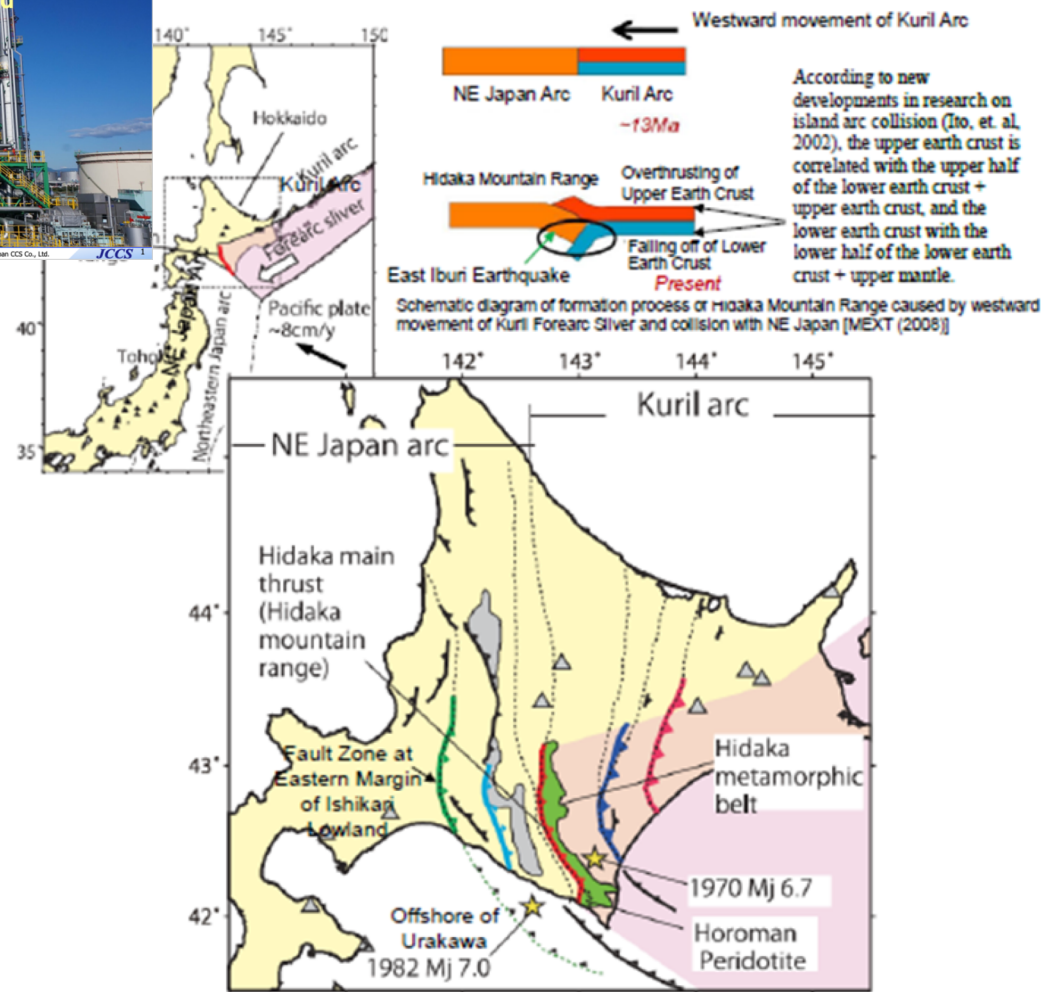 an CCS Co., Ltd.
JCCS 1
140°
145°
150
Hokkaido
Kuril arc
Kuril Arc
Forearc sliver
Pacific plate
~8cm/y
40°
35°
Northeastern Japan arc
Westward movement of Kuril Arc
NE Japan Arc
Kuril Arc
~13Ma
Hidaka Mountain Range
Overthrusting of
Upper Earth Crust
Falling off of Lower
Earth Crust
East Iburi Earthquake
Present
According to new
developments in research on
island arc collision (Ito, et. al,
2002), the upper earth crust is
correlated with the upper half
of the lower earth crust +
upper earth crust, and the
lower earth crust with the
lower half of the lower earth
crust + upper mantle.
Schematic diagram of formation process of Hidaka Mountain Range caused by westward
movement of Kuril Forearc Sliver and collision with NE Japan [MEXT (2008)]
142°
143°
144°
145°
Kuril arc
NE Japan arc
Hidaka main
thrust
(Hidaka
mountain
range)
44°
43°
42°
Fault Zone at
Eastern Margin
of Ishikari
Lowland
Hidaka
metamorphic
belt
1970 Mj 6.7
Horoman
Peridotite
Offshore of
Urakawa
1982 Mj 7.0